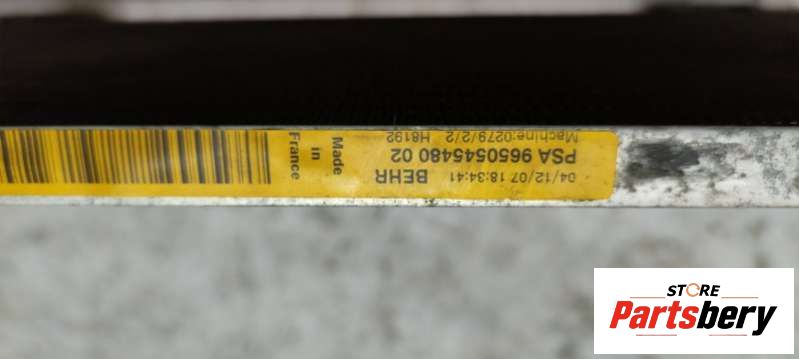 04/12/07 18:34:41
BEHR
PSA 9650545480 02
Machine:0279/2/2 H8192
Made
in
France
STORE
Partsbery